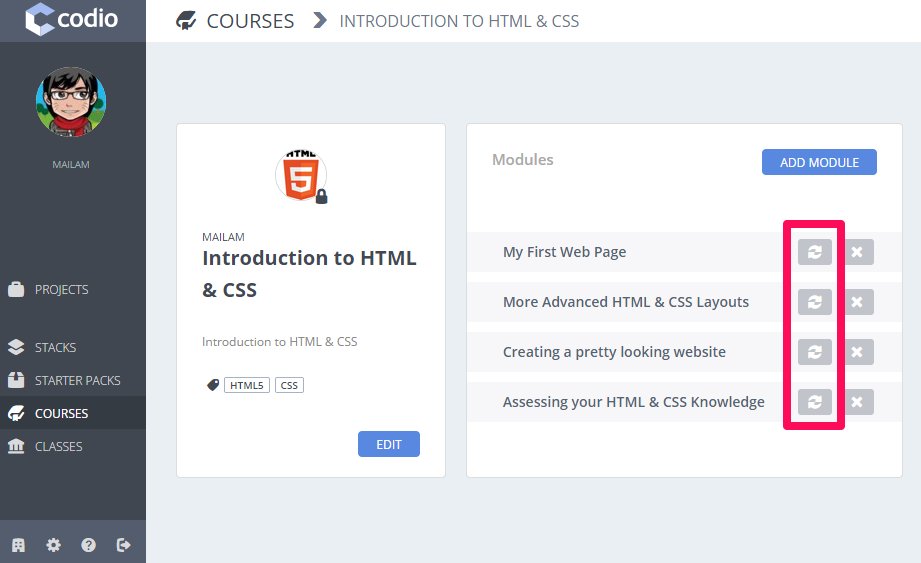 codio
MAILAM
PROJECTS
STACKS
STARTER PACKS
COURSES
CLASSES
COURSES
INTRODUCTION TO HTML & CSS
HTML
5
MAILAM
Introduction to HTML
& CSS
Introduction to HTML & CSS
HTML5 CSS
EDIT
Modules
ADD MODULE
My First Web Page
More Advanced HTML & CSS Layouts
Creating a pretty looking website
Assessing your HTML & CSS Knowledge